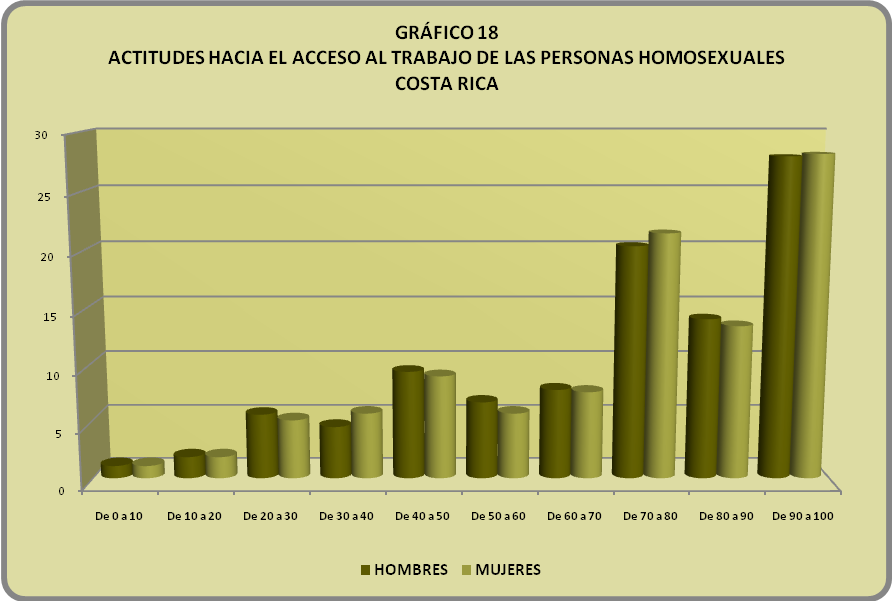 GRÁFICO 18
ACTITUDES HACIA EL ACCESO AL TRABAJO DE LAS PERSONAS HOMOSEXUALES
COSTA RICA
30
25
20
15
10
5
0
De 0 a 10 De 10 a 20 De 20 a 30 De 30 a 40 De 40 a 50 De 50 a 60 De 60 a 70 De 70 a 80 De 80 a 90 De 90 a 100
HOMBRES MUJERES